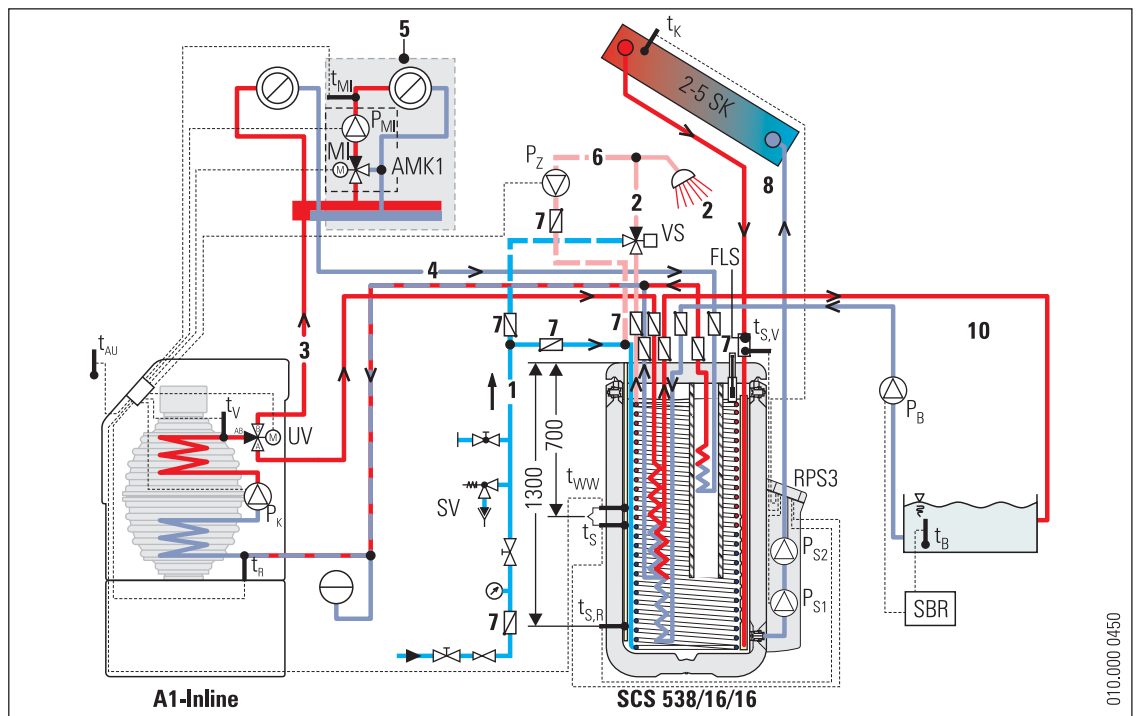 5
t_K
2-5 SK
t_MI
P_MI
MI
M
AMK1
P_Z
6
8
7
2
2
VS
FLS
4
7
7
7
7
t_S,V
10
3
t_AU
1
t_V
AB
B
A
M
UV
P_B
700
1300
t_WW
RPS3
SV
P_K
t_S
t_B
t_R
P_S2
P_S1
t_S,R
SBR
7
A1-Inline
SCS 538/16/16
010.000 0450